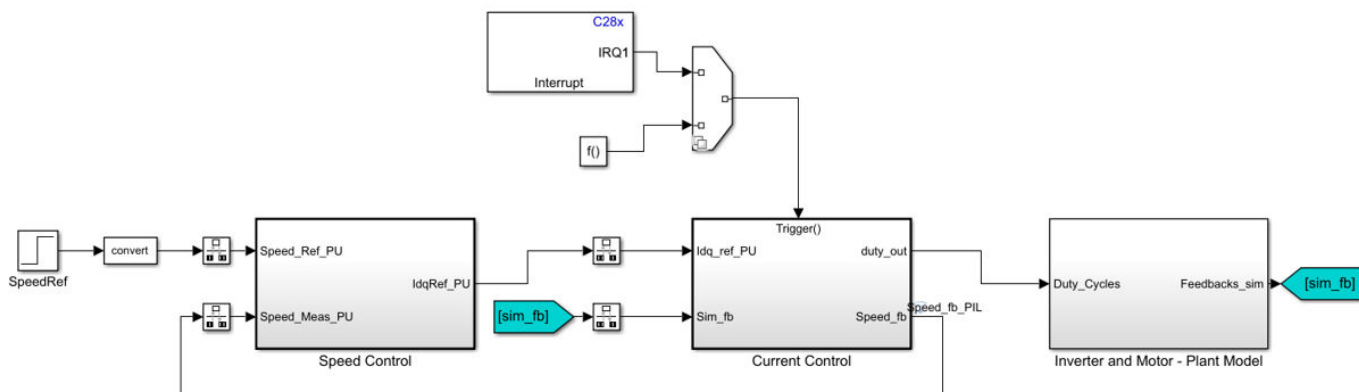 C28x
IRQ1
Interrupt
f()
Trigger()
SpeedRef
convert
Speed_Ref_PU
Speed_Meas_PU
IdqRef_PU
Speed Control
[sim_fb]
Idq_ref_PU
Sim_fb
duty_out
Speed_fb
Speed_fb_PIL
Current Control
Duty_Cycles
Feedbacks_sim
Inverter and Motor - Plant Model
[sim_fb]